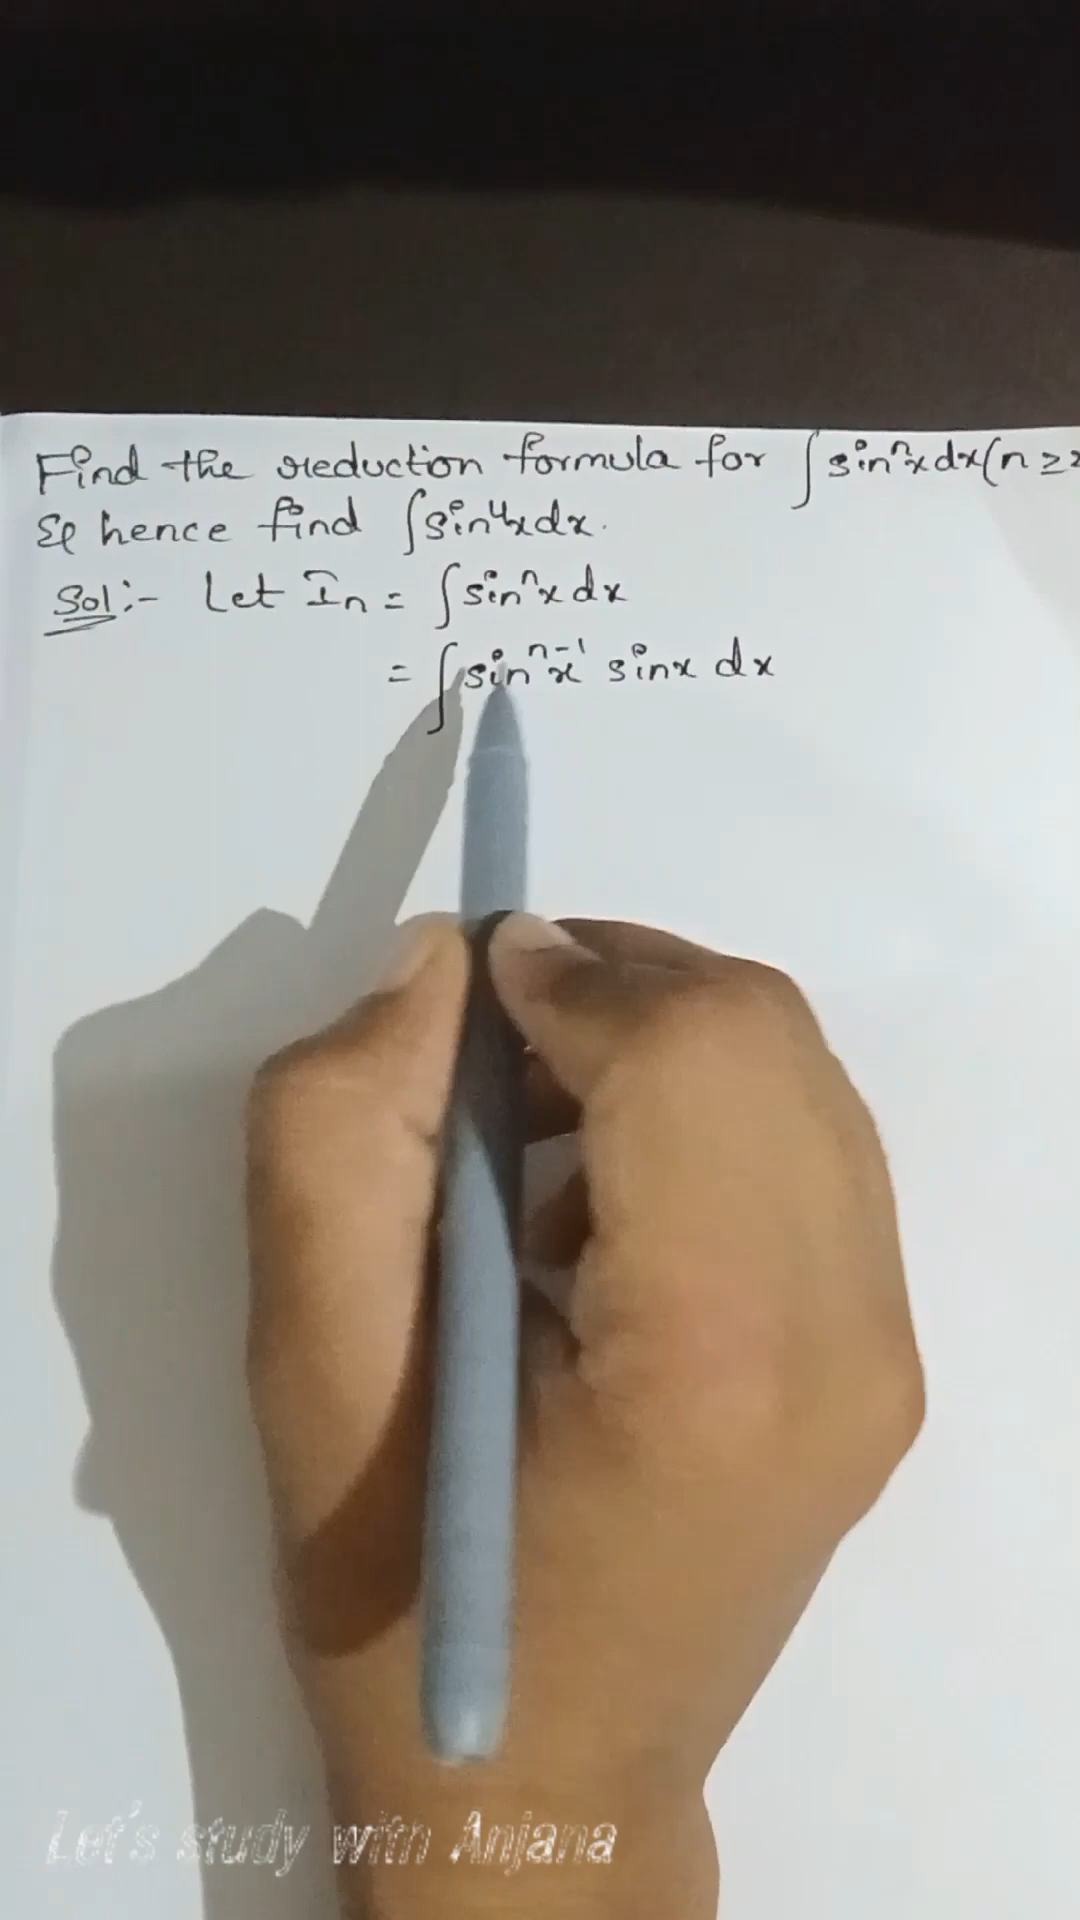 Find the reduction formula for ∫sinⁿx dx (n ≥ 2
& hence find ∫sin⁴x dx.
Sol:- Let Iₙ = ∫sinⁿx dx
= ∫sinⁿ⁻¹x sinx dx
Let's study with Anjana